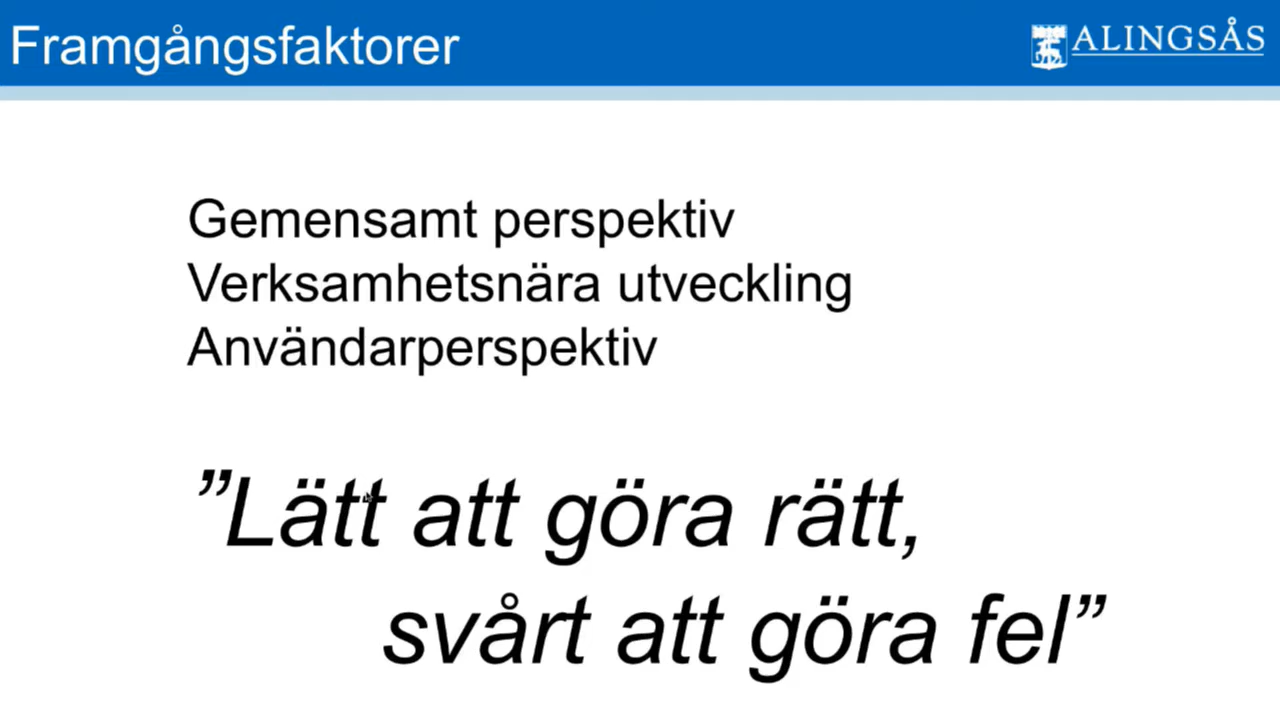 Framgångsfaktorer
ALINGSÅS
Gemensamt perspektiv
Verksamhetsnära utveckling
Användarperspektiv
”Lätt att göra rätt,
svårt att göra fel”